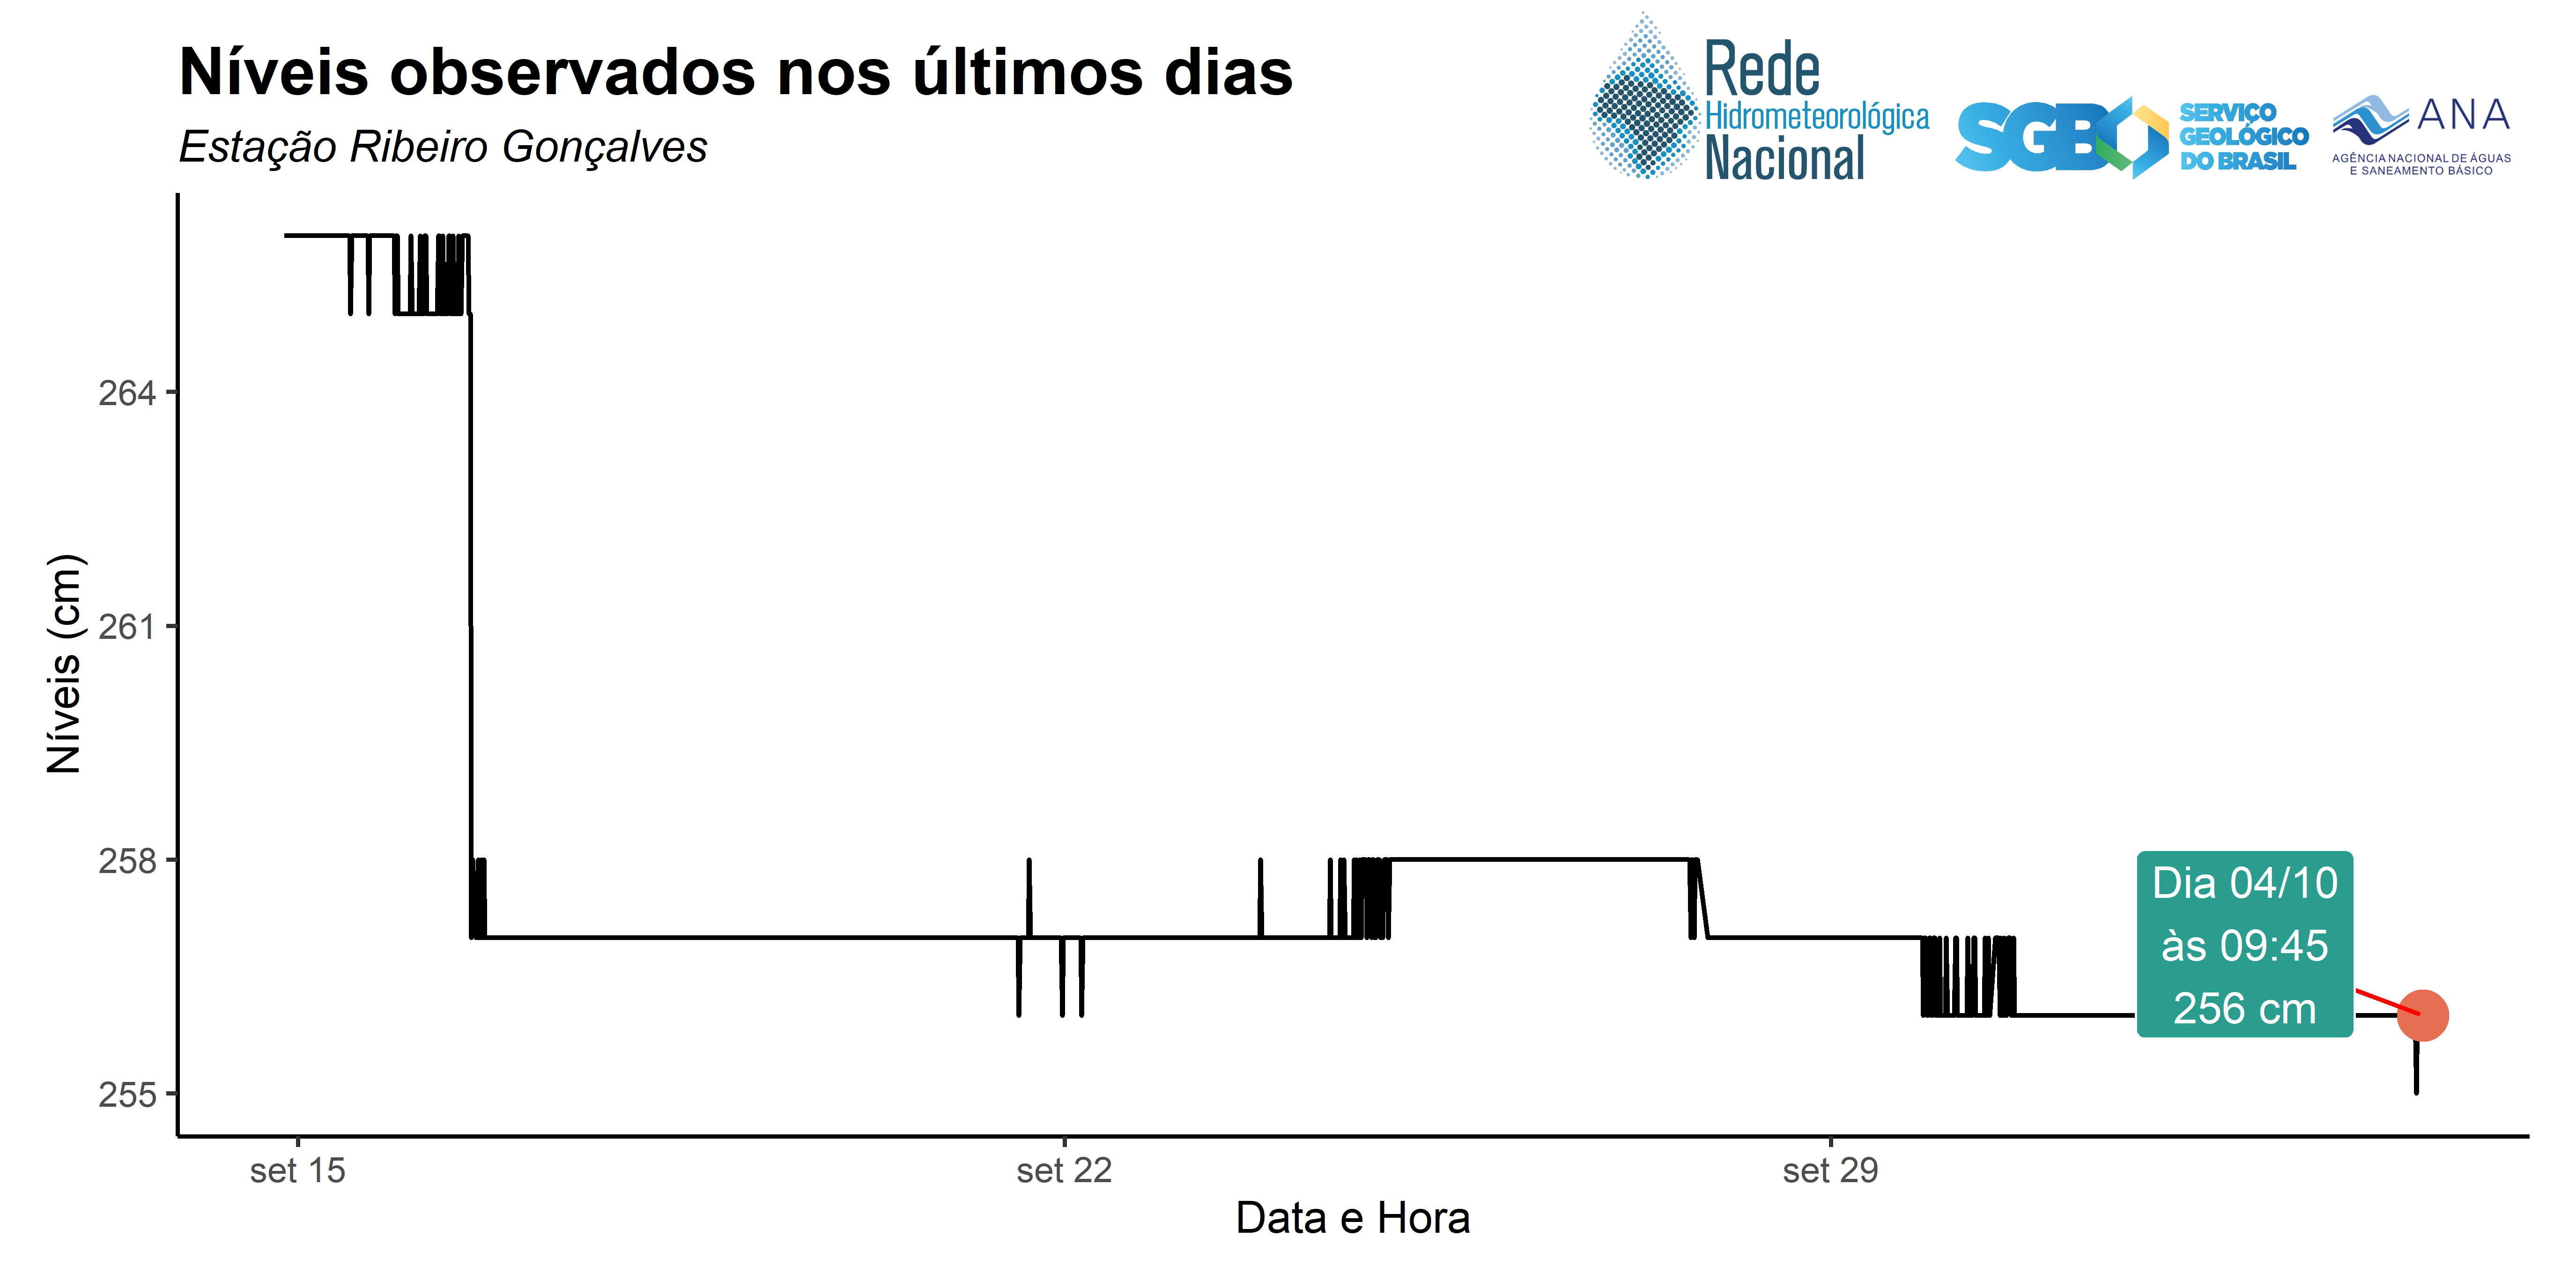 Níveis observados nos últimos dias
Estação Ribeiro Gonçalves
Rede
Hidrometeorológica
Nacional
SGB
SERVIÇO
GEOLÓGICO
DO BRASIL
ANA
AGÊNCIA NACIONAL DE ÁGUAS
E SANEAMENTO BÁSICO
Níveis (cm)
264
261
258
255
Dia 04/10
às 09:45
256 cm
set 15
set 22
set 29
Data e Hora